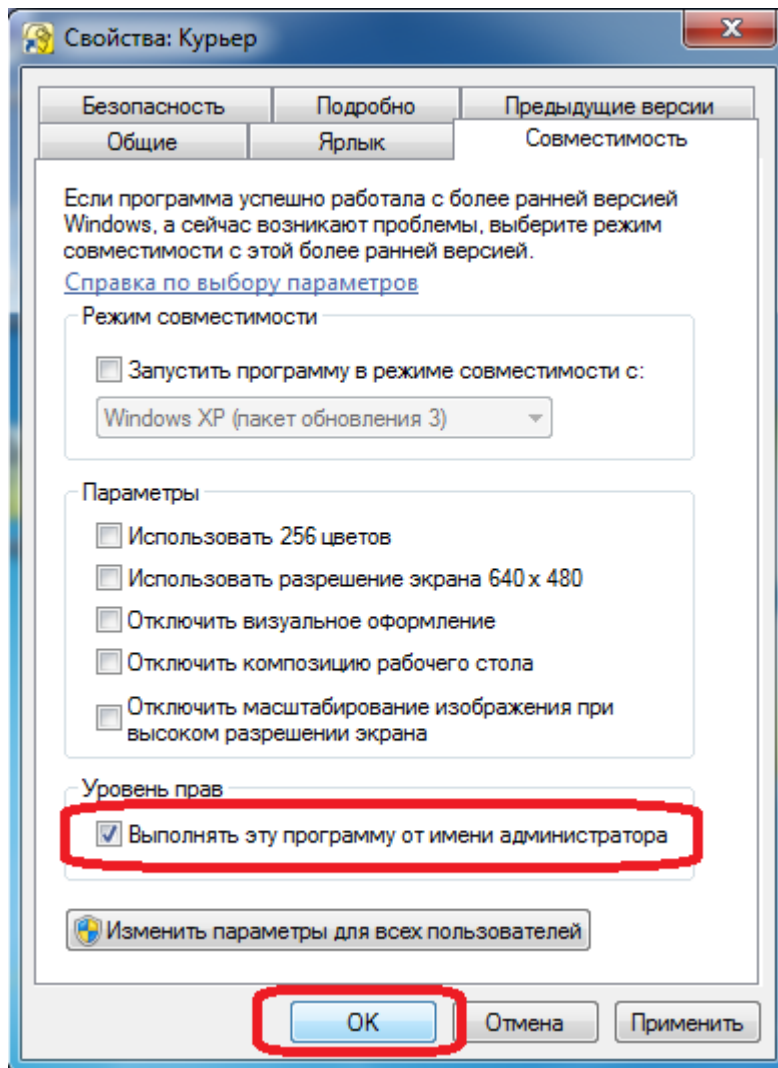 Свойства: Курьер
Безопасность Подробно Предыдущие версии
Общие Ярлык Совместимость
Если программа успешно работала с более ранней версией
Windows, а сейчас возникают проблемы, выберите режим
совместимости с этой более ранней версией.
Справка по выбору параметров
Режим совместимости
Запустить программу в режиме совместимости с:
Windows XP (пакет обновления 3)
Параметры
Использовать 256 цветов
Использовать разрешение экрана 640 x 480
Отключить визуальное оформление
Отключить композицию рабочего стола
Отключить масштабирование изображения при
высоком разрешении экрана
Уровень прав
Выполнять эту программу от имени администратора
Изменить параметры для всех пользователей
OK Отмена Применить